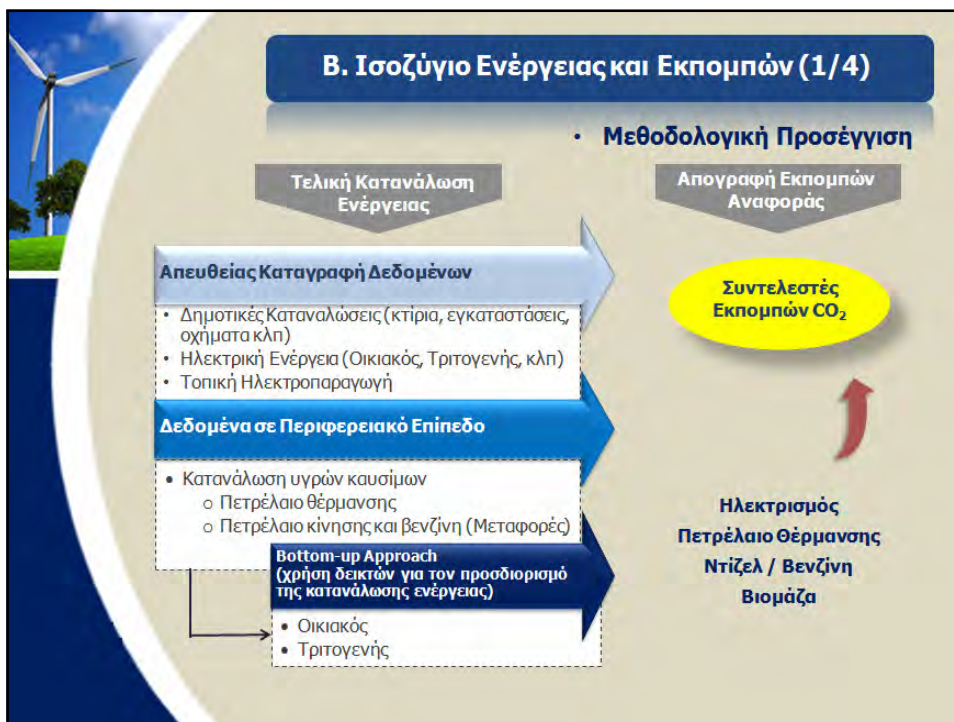 Β. Ισοζύγιο Ενέργειας και Εκπομπών (1/4)
• Μεθοδολογική Προσέγγιση
Τελική Κατανάλωση
Ενέργειας
Απευθείας Καταγραφή Δεδομένων
• Δημοτικές Καταναλώσεις (κτίρια, εγκαταστάσεις,
οχήματα κλπ)
• Ηλεκτρική Ενέργεια (Οικιακός, Τριτογενής, κλπ)
• Τοπική Ηλεκτροπαραγωγή
Δεδομένα σε Περιφερειακό Επίπεδο
• Κατανάλωση υγρών καυσίμων
o Πετρέλαιο θέρμανσης
o Πετρέλαιο κίνησης και βενζίνη (Μεταφορές)
Bottom-up Approach
(χρήση δεικτών για τον προσδιορισμό
της κατανάλωσης ενέργειας)
• Οικιακός
• Τριτογενής
Απογραφή Εκπομπών
Αναφοράς
Συντελεστές
Εκπομπών CO₂
Ηλεκτρισμός
Πετρέλαιο Θέρμανσης
Ντίζελ / Βενζίνη
Βιομάζα